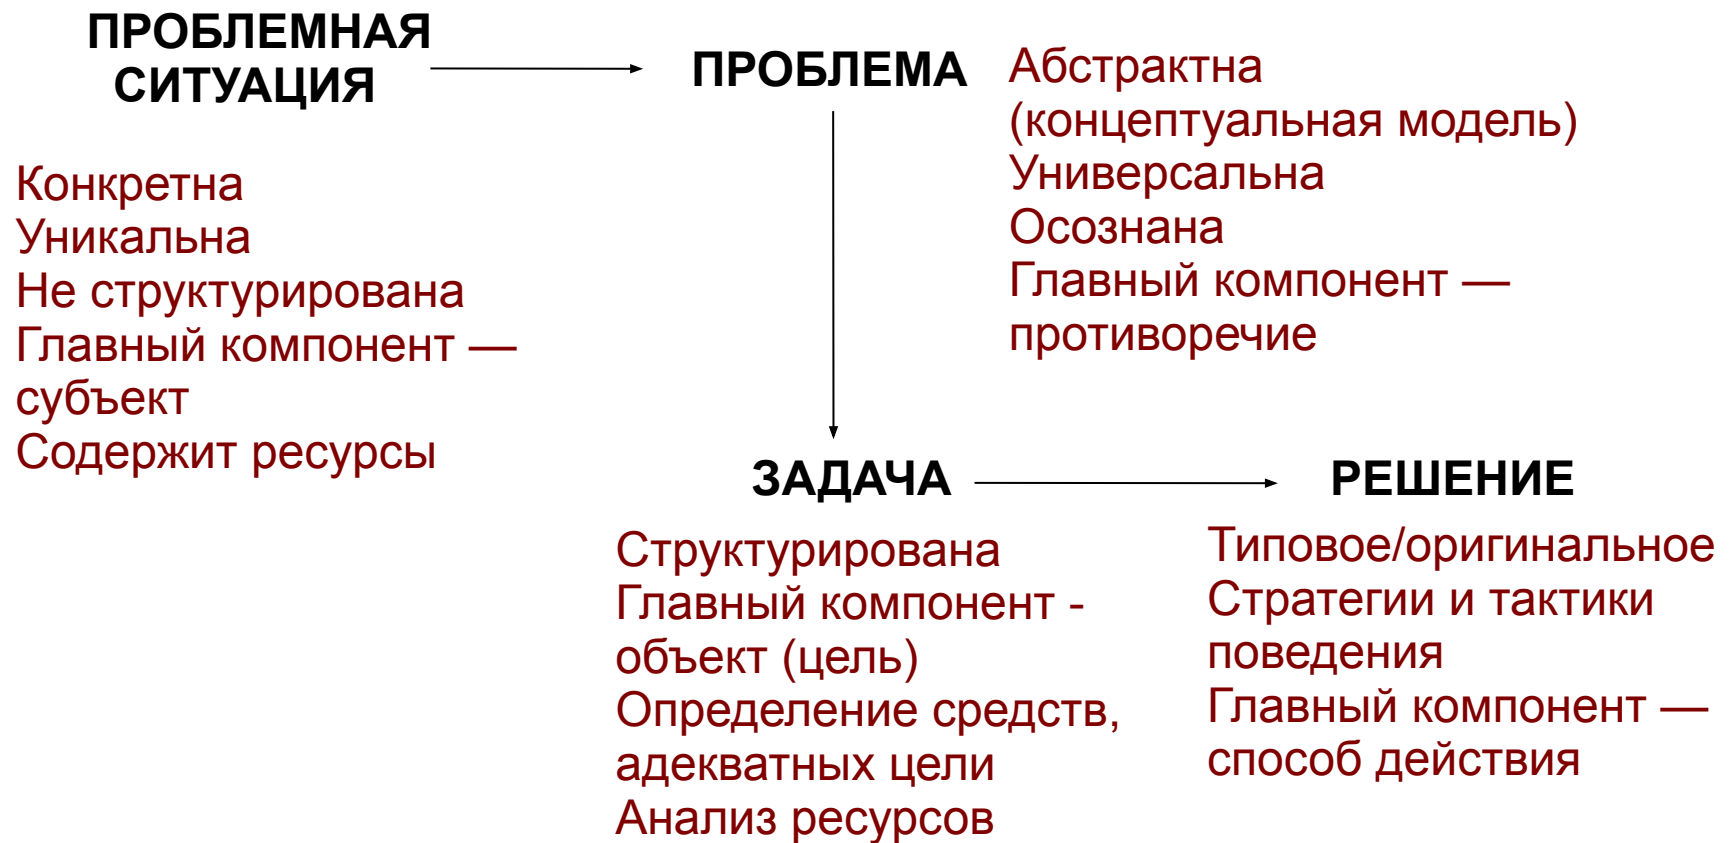 ПРОБЛЕМНАЯ
СИТУАЦИЯ
Конкретна
Уникальна
Не структурирована
Главный компонент —
субъект
Содержит ресурсы
ПРОБЛЕМА
Абстрактна
(концептуальная модель)
Универсальна
Осознана
Главный компонент —
противоречие
ЗАДАЧА
Структурирована
Главный компонент -
объект (цель)
Определение средств,
адекватных цели
Анализ ресурсов
РЕШЕНИЕ
Типовое/оригинальное
Стратегии и тактики
поведения
Главный компонент —
способ действия